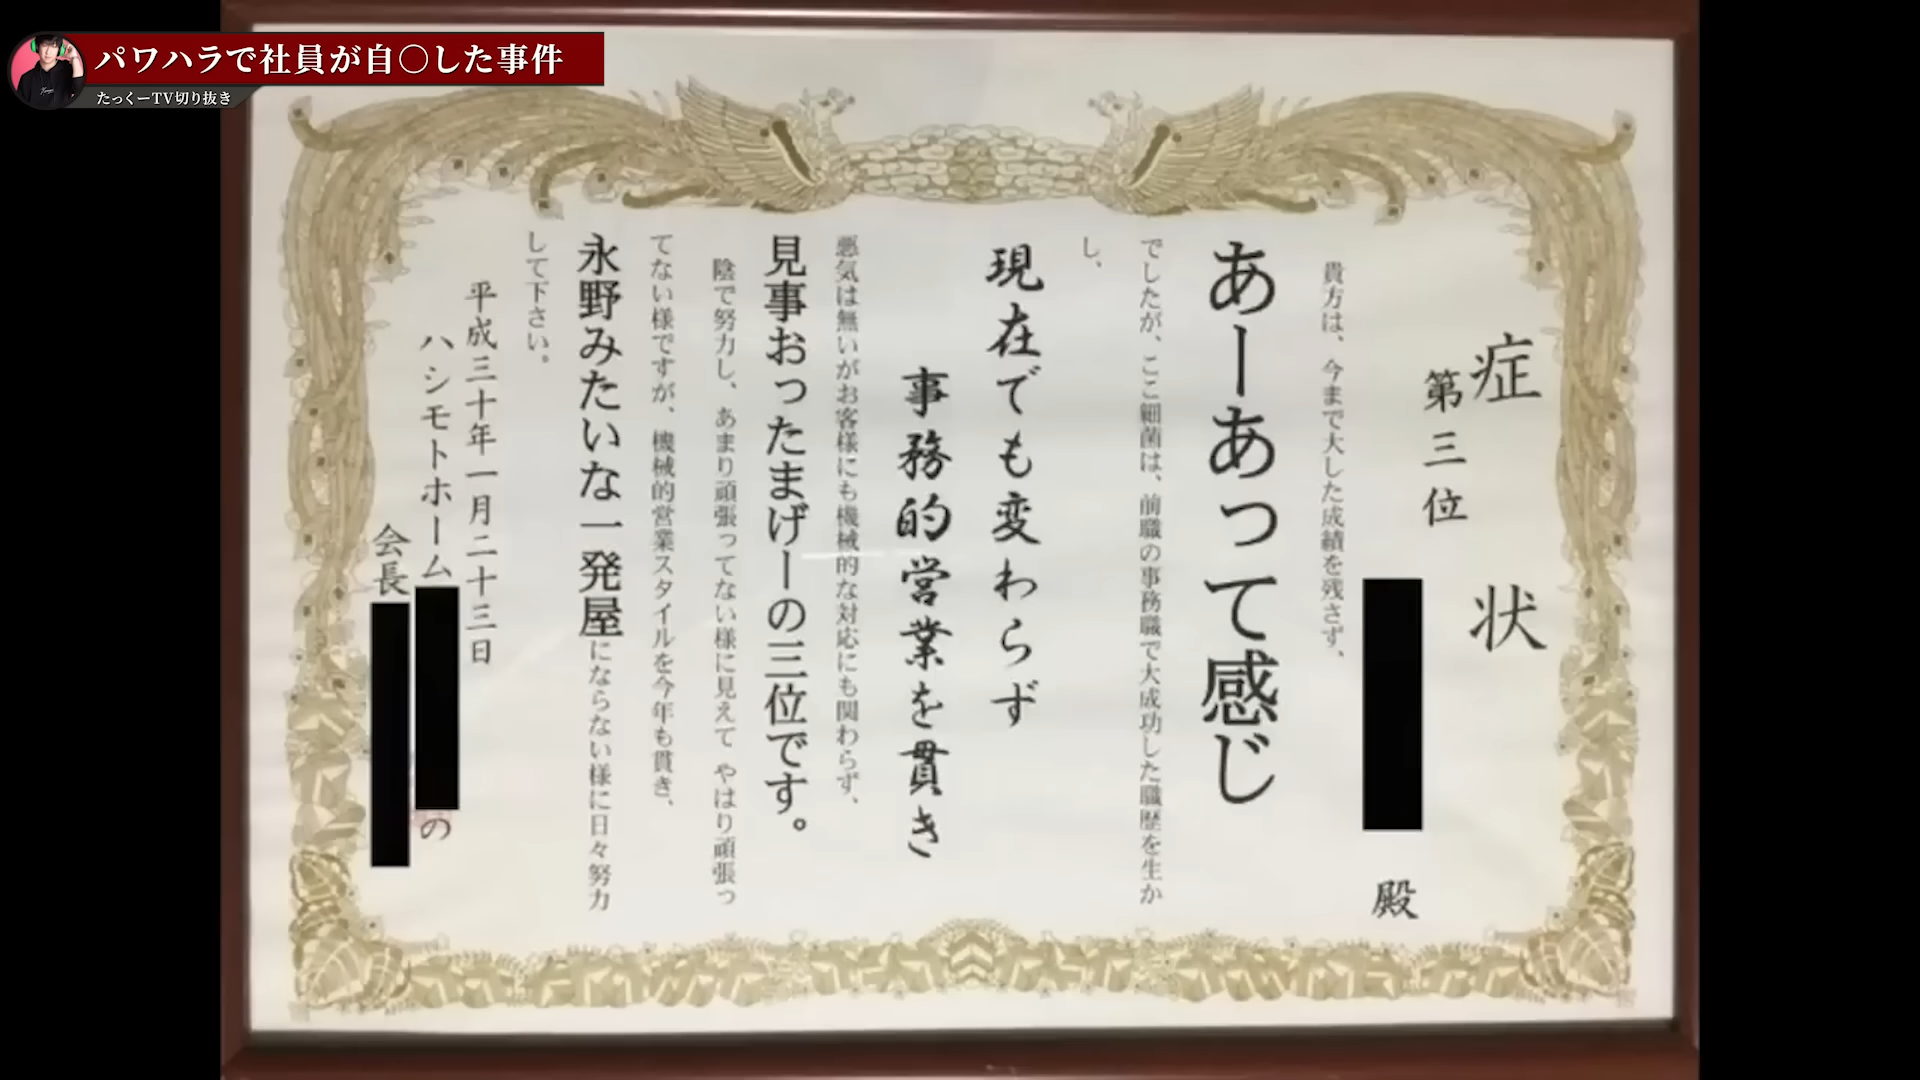 パワハラで社員が自〇した事件
たっくーTV切り抜き
症状
第三位
殿
貴方は、今まで大した成績を残さず、
あーあって感じ
でしたが、ここ細菌は、前職の事務職で大成功した職歴を生か
し、
現在でも変わらず
事務的営業を貫き
悪気は無いがお客様にも機械的な対応にも関わらず、
見事おったまげーの三位です。
陰で努力し、あまり頑張ってない様に見えて やはり頑張っ
てない様ですが、機械的営業スタイルを今年も貫き、
永野みたいな一発屋にならない様に日々努力
して下さい。
平成三十年一月二十三日
ハシモトホーム
の
会長